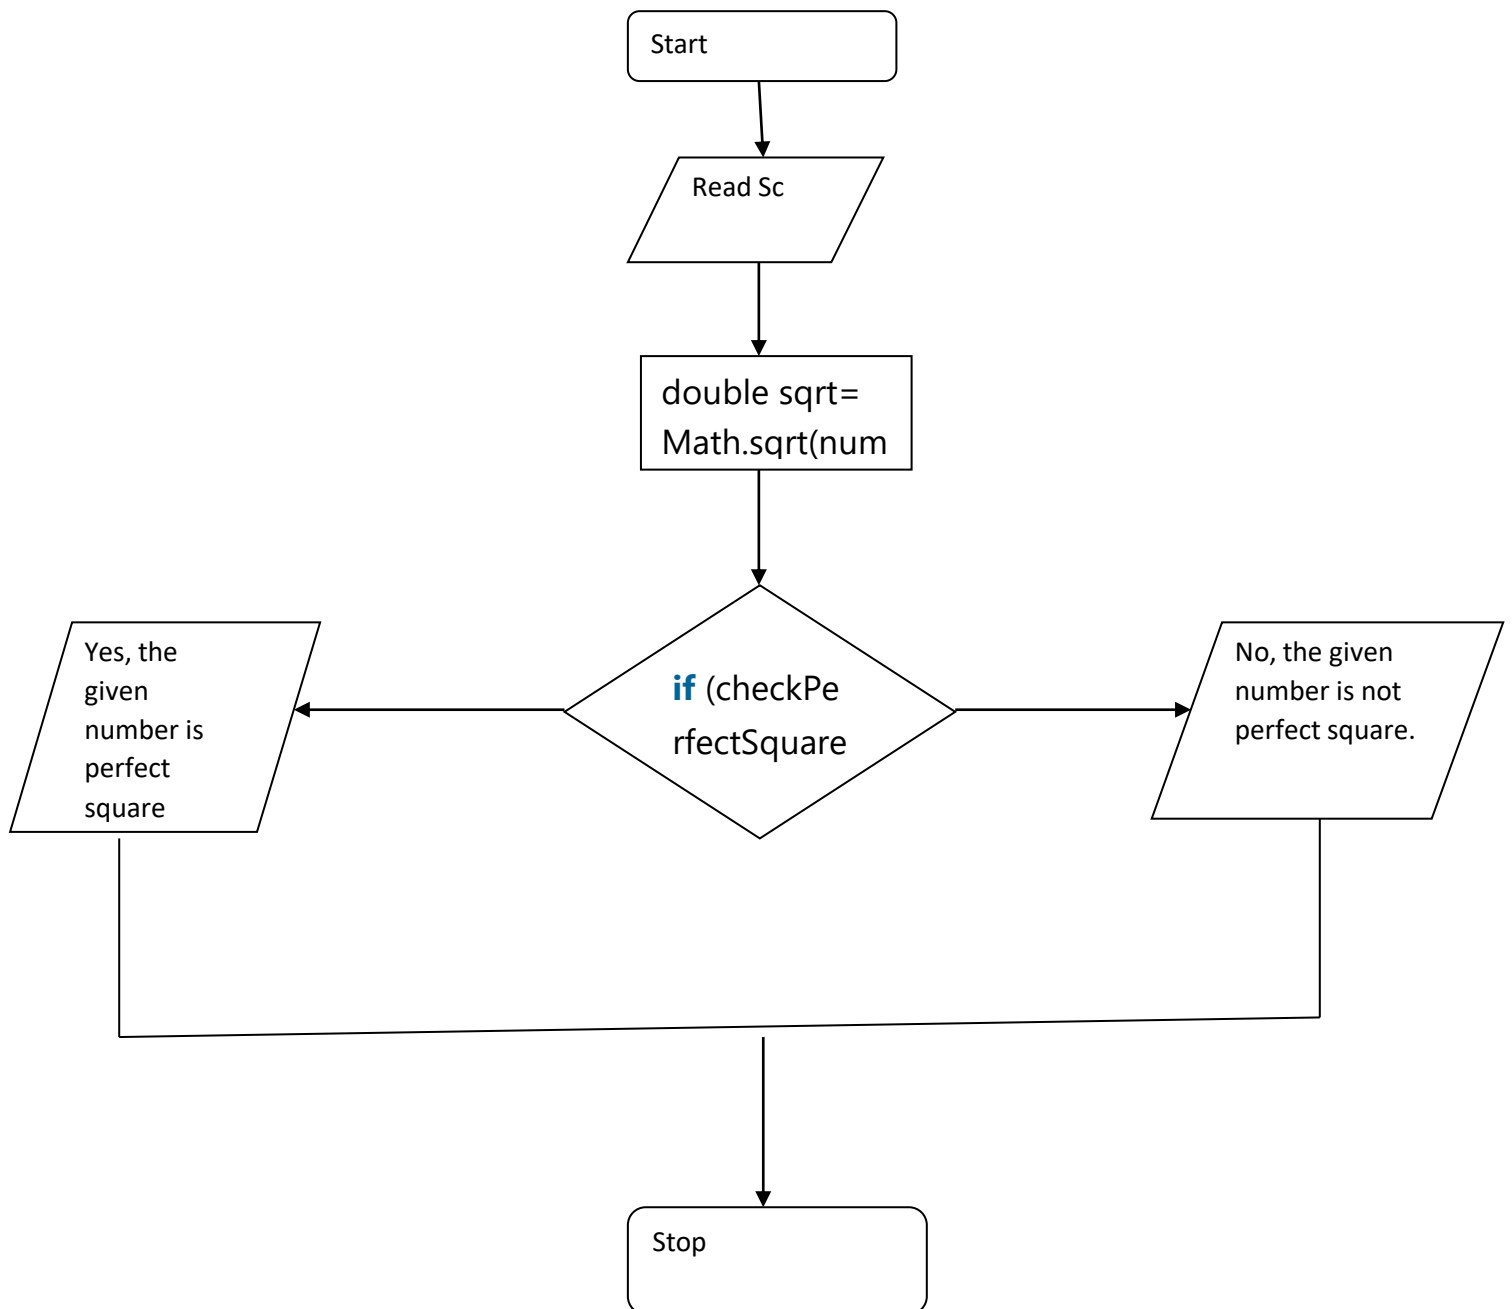 Start
Read Sc
double sqrt=
Math.sqrt(num
if (checkPe
rfectSquare
Yes, the
given
number is
perfect
square
No, the given
number is not
perfect square.
Stop